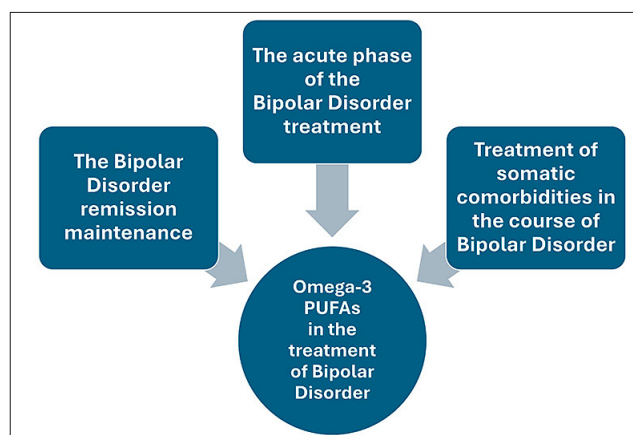 The acute phase
of the
Bipolar Disorder
treatment
The Bipolar
Disorder
remission
maintenance
Treatment of
somatic
comorbidities in
the course of
Bipolar Disorder
Omega-3
PUFAs
in the
treatment
of Bipolar
Disorder